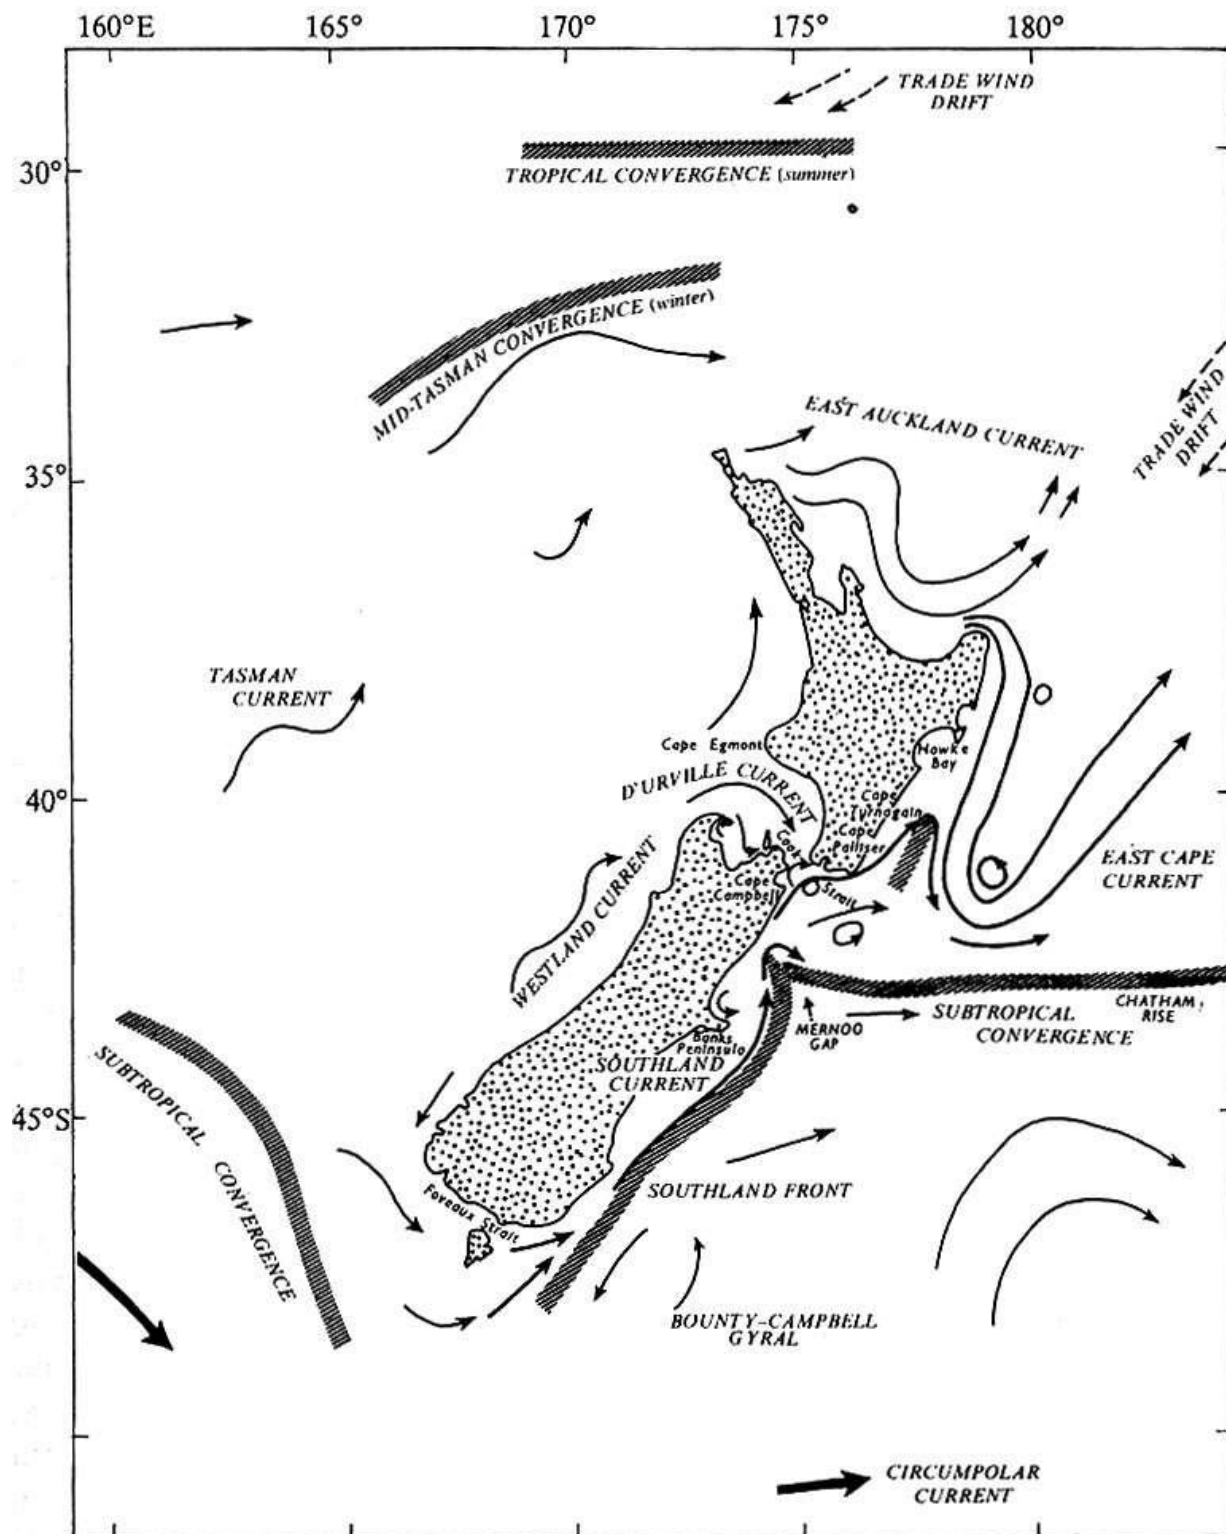 160°E 165° 170° 175° 180°
TRADE WIND
DRIFT
30°
TROPICAL CONVERGENCE (summer)
MID-TASMAN CONVERGENCE (winter)
EAST AUCKLAND CURRENT
TRADE WIND
DRIFT
35°
TASMAN
CURRENT
Cape Egmont
Hawke
Bay
D'URVILLE CURRENT
40°
Cape
Turnagain
Cape
Palliser
Cook
Strait
Cape
Campbell
EAST CAPE
CURRENT
WESTLAND CURRENT
CHATHAM
RISE
MERNOO
GAP
SUBTROPICAL
CONVERGENCE
Banks
Peninsula
SOUTHLAND
CURRENT
SUBTROPICAL CONVERGENCE
45°S
SOUTHLAND FRONT
Foveaux Strait
BOUNTY-CAMPBELL
GYRAL
CIRCUMPOLAR
CURRENT